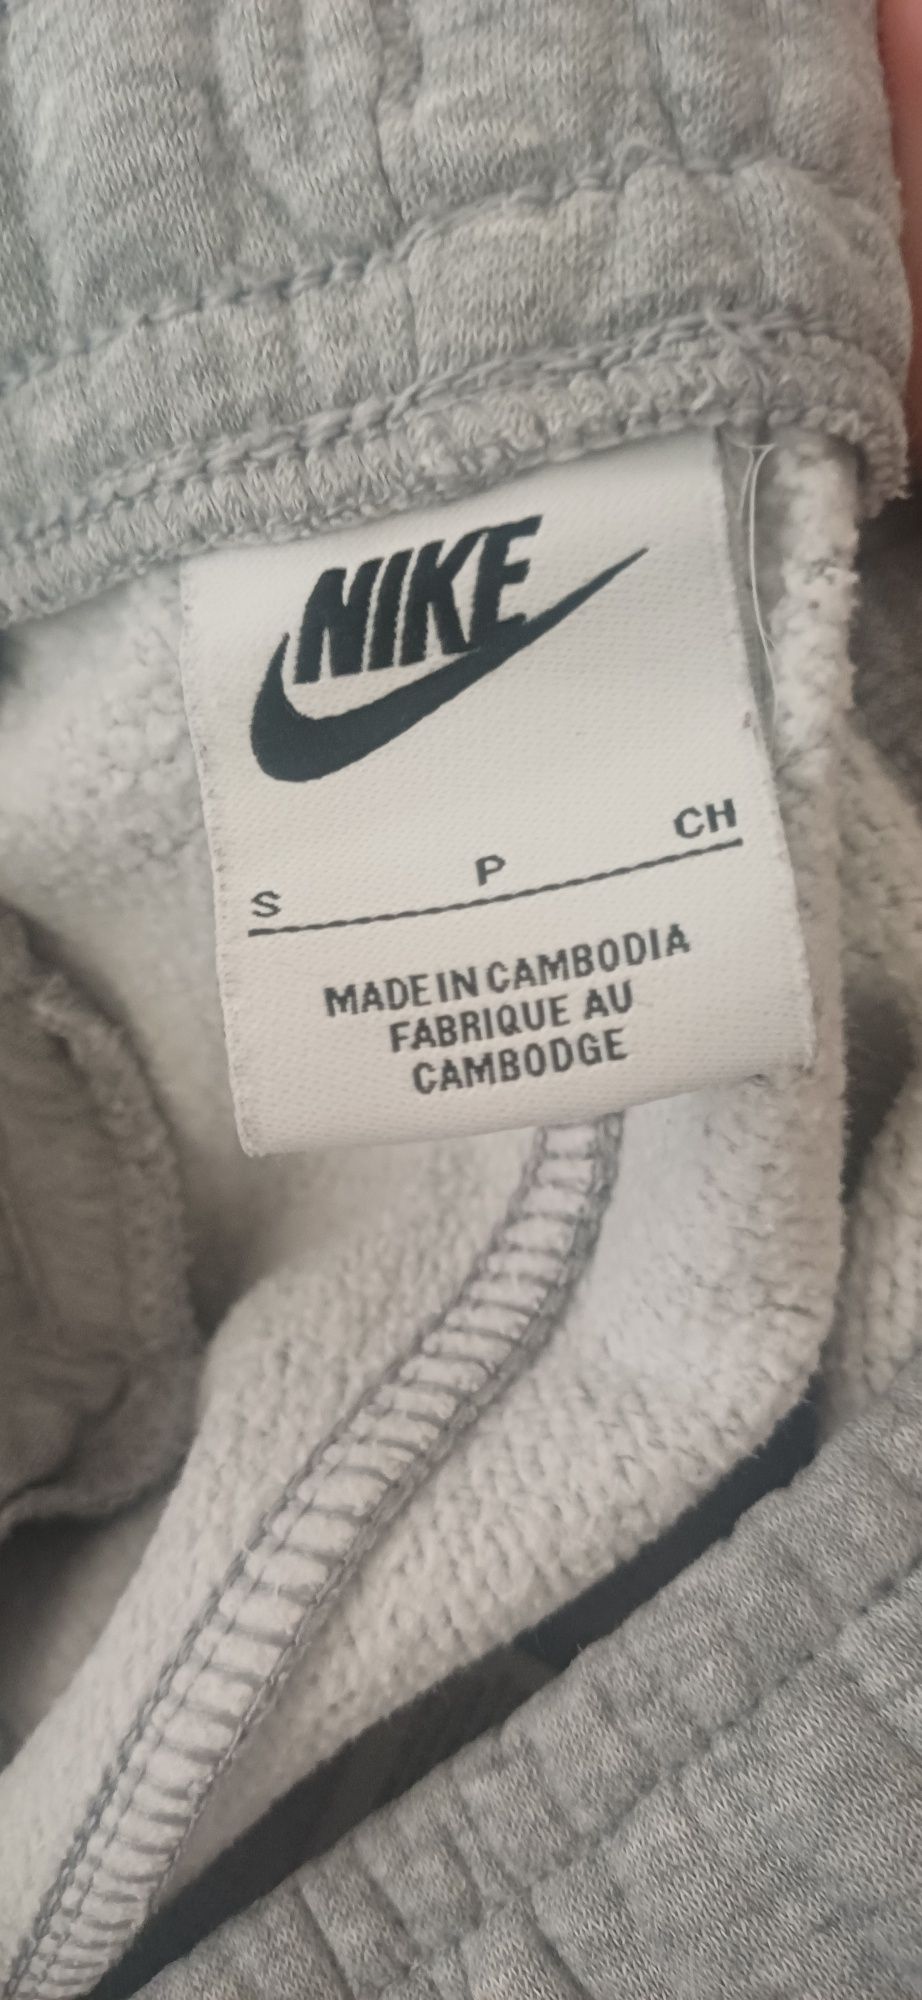 NIKE
S P CH
MADE IN CAMBODIA
FABRIQUE AU
CAMBODGE